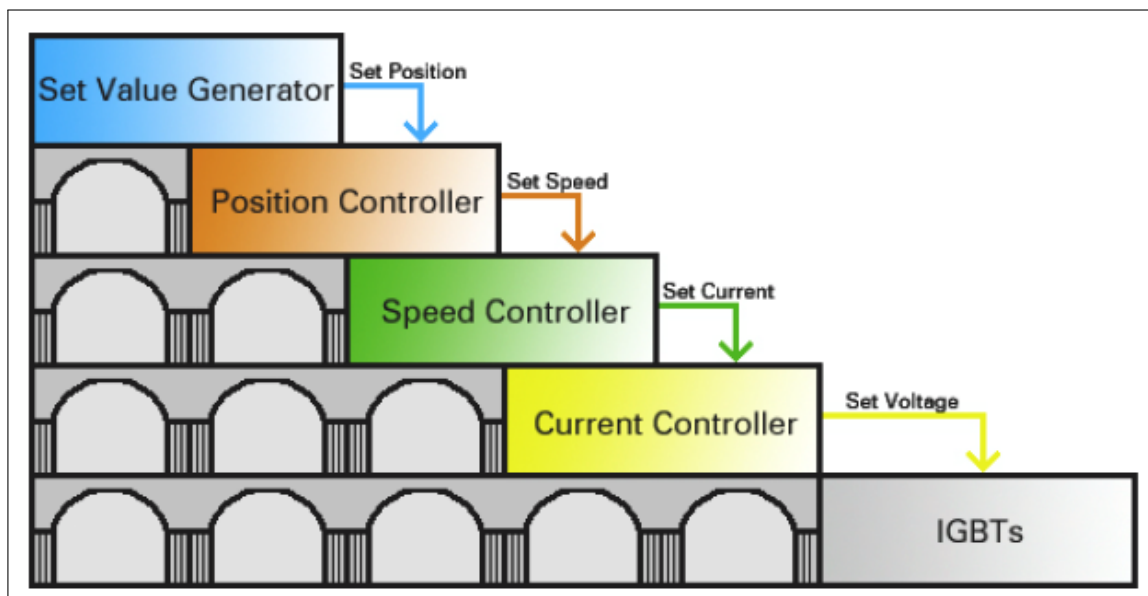 Set Value Generator
Set Position
Position Controller
Set Speed
Speed Controller
Set Current
Current Controller
Set Voltage
IGBTs